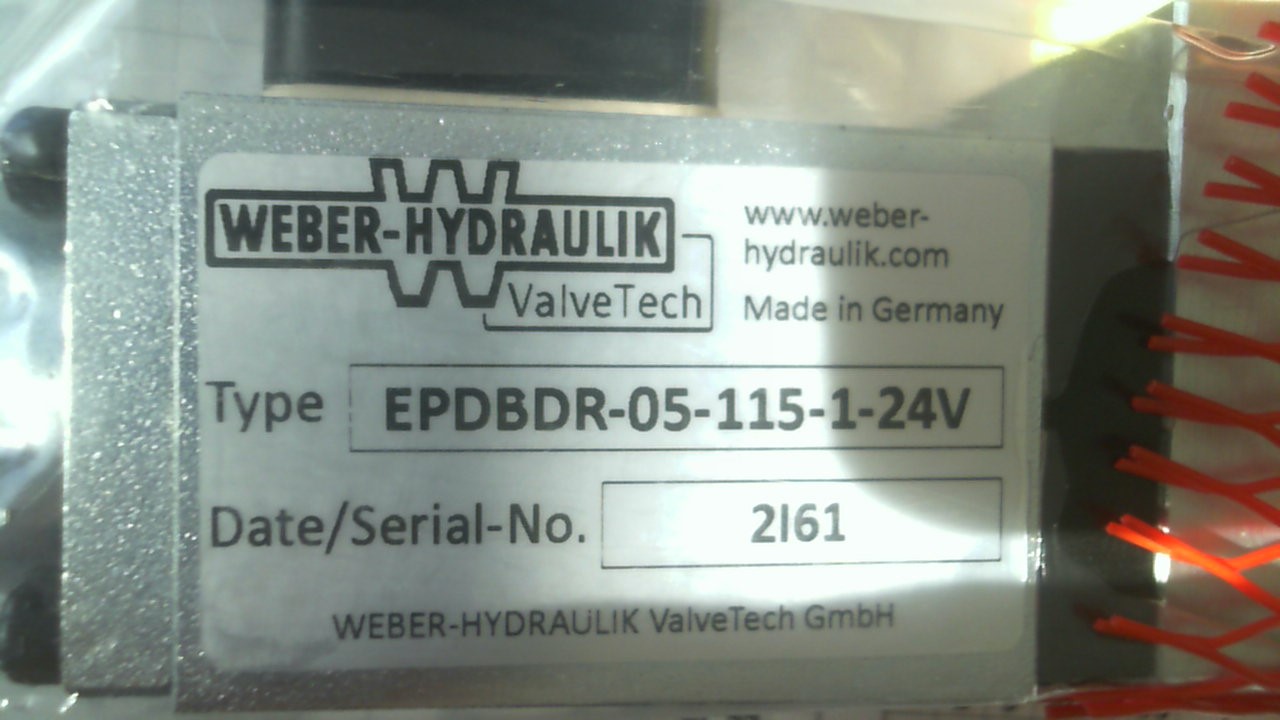 WEBER-HYDRAULIK
ValveTech
www.weber-
hydraulik.com
Made in Germany
Type EPDBDR-05-115-1-24V
Date/Serial-No. 2I61
WEBER-HYDRAULIK ValveTech GmbH